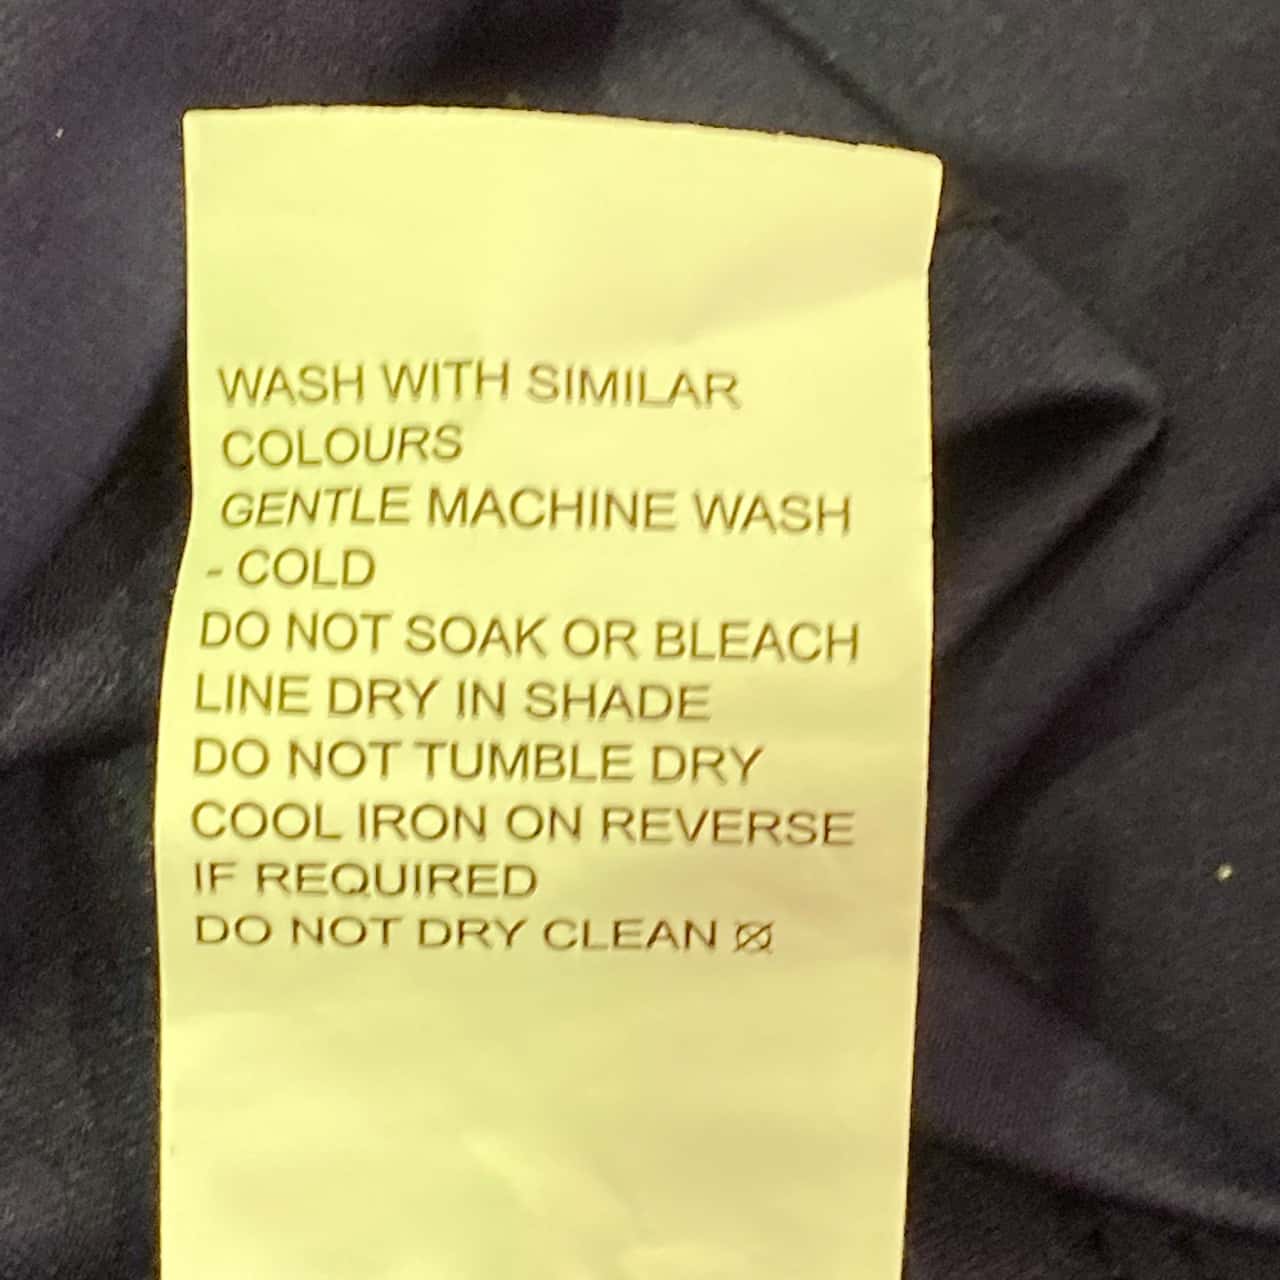 WASH WITH SIMILAR
COLOURS
GENTLE MACHINE WASH
- COLD
DO NOT SOAK OR BLEACH
LINE DRY IN SHADE
DO NOT TUMBLE DRY
COOL IRON ON REVERSE
IF REQUIRED
DO NOT DRY CLEAN